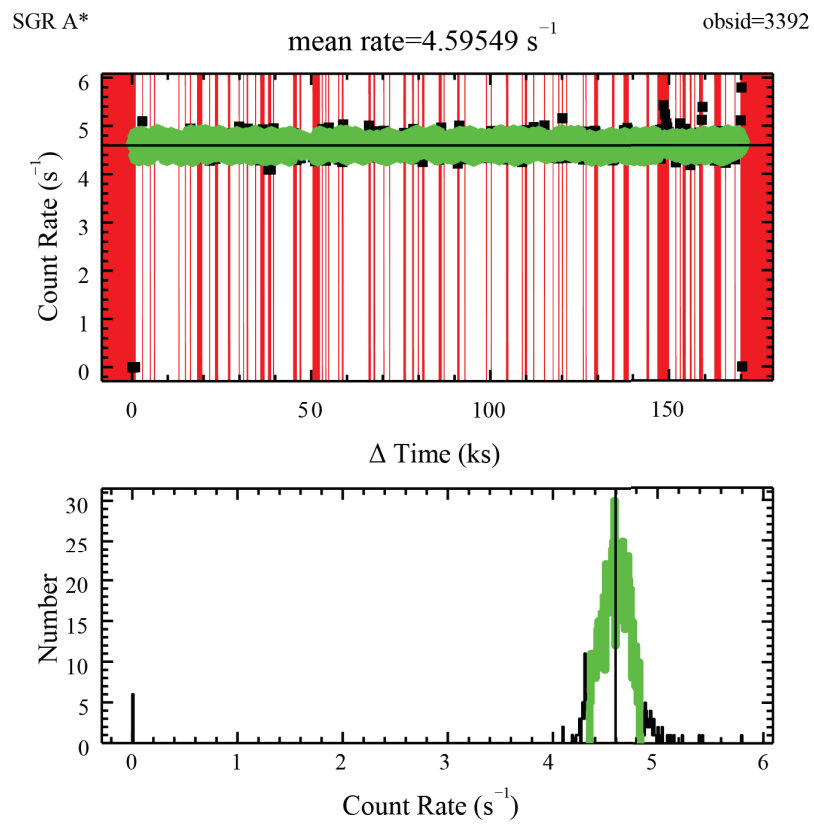 SGR A*
obsid=3392
mean rate=4.59549 s⁻¹
6
5
4
3
2
1
0
Count Rate (s⁻¹)
0 50 100 150
Δ Time (ks)
30
25
20
15
10
5
0
Number
0 1 2 3 4 5 6
Count Rate (s⁻¹)